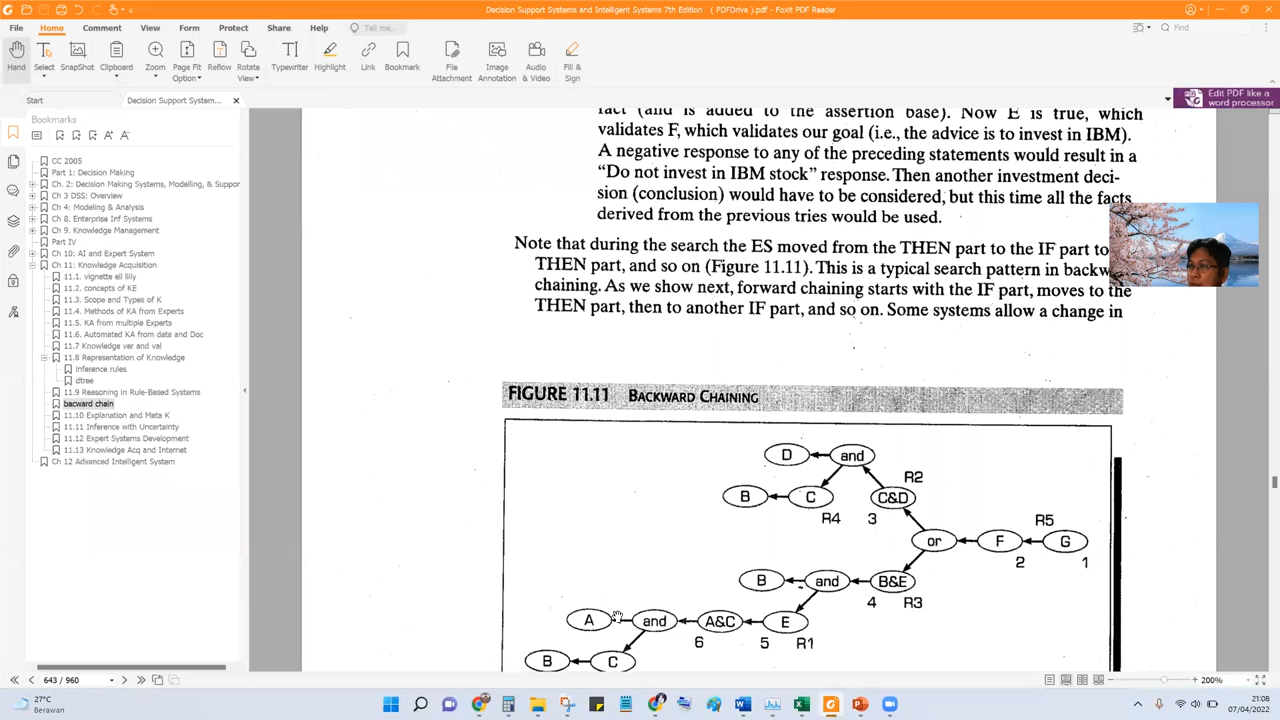 Decision Support Systems and Intelligent Systems 7th Edition ( PDFDrive ).pdf - Foxit PDF Reader
File Home Comment View Form Protect Share Help Tell me... Find
Hand Select SnapShot Clipboard Zoom Page Fit Option Reflow Rotate View Typewriter Highlight Link Bookmark File Attachment Image Annotation Audio & Video Fill & Sign
Start Decision Support System...
Edit PDF like a word processor
Bookmarks
CC 2005
Part 1: Decision Making
Ch. 2: Decision Making Systems, Modelling, & Suppor
Ch 3 DSS: Overview
Ch 4: Modeling & Analysis
Ch 8. Enterprise Inf Systems
Ch 9. Knowledge Management
Part IV
Ch 10: AI and Expert System
Ch 11: Knowledge Acquisition
11.1. vignette eli lilly
11.2. concepts of KE
11.3. Scope and Types of K
11.4. Methods of KA from Experts
11.5. KA from multiple Experts
11.6. Automated KA from data and Doc
11.7 Knowledge ver and val
11.8 Representation of Knowledge
inference rules
dtree
11.9 Reasoning in Rule-Based Systems
bacward chain
11.10 Explanation and Meta K
11.11 Inference with Uncertainty
11.12 Expert Systems Development
11.13 Knowledge Acq and Internet
Ch 12 Advanced Intelligent System
fact (and is added to the assertion base). Now E is true, which
validates F, which validates our goal (i.e., the advice is to invest in IBM).
A negative response to any of the preceding statements would result in a
“Do not invest in IBM stock” response. Then another investment deci-
sion (conclusion) would have to be considered, but this time all the facts
derived from the previous tries would be used.
Note that during the search the ES moved from the THEN part to the IF part to
THEN part, and so on (Figure 11.11). This is a typical search pattern in backw
chaining. As we show next, forward chaining starts with the IF part, moves to the
THEN part, then to another IF part, and so on. Some systems allow a change in
FIGURE 11.11 BACKWARD CHAINING
D and
R2
B C C&D
R4 3
R5
or F G
2 1
B and B&E
4 R3
A and A&C E
6 5 R1
B C
643 / 960
200%
27°C
Berawan
21:08
07/04/2022